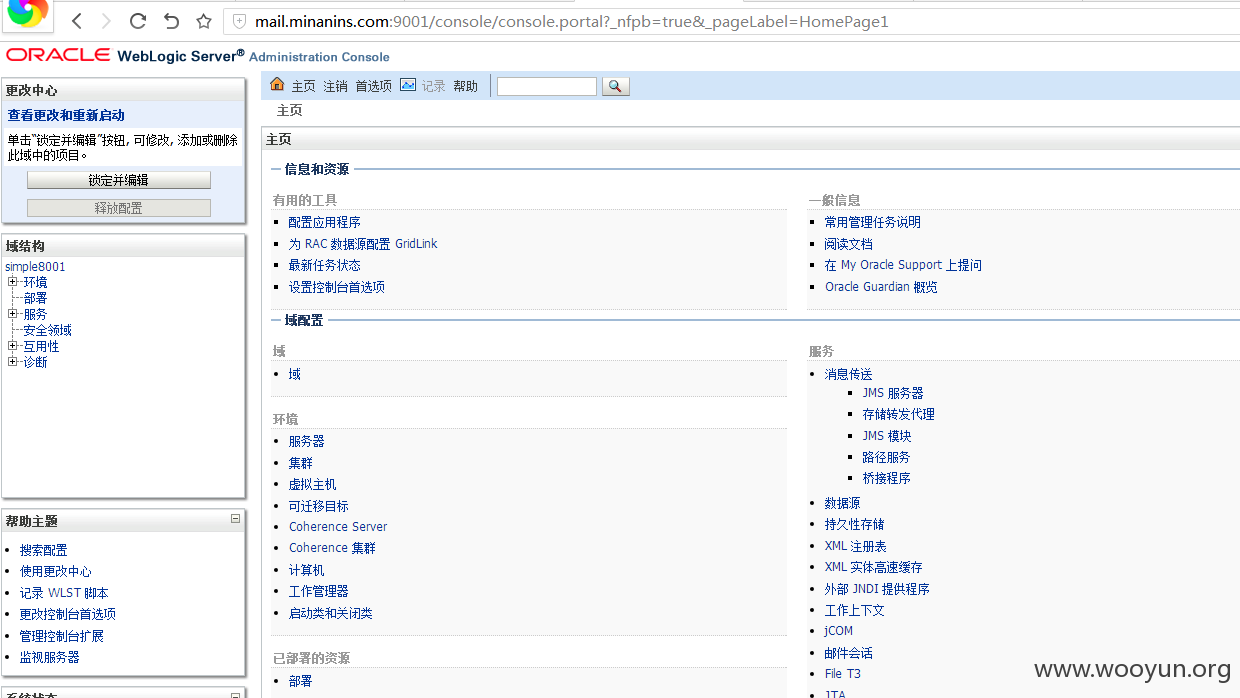 mail.minanins.com:9001/console/console.portal?_nfpb=true&_pageLabel=HomePage1
ORACLE WebLogic Server® Administration Console
更改中心
查看更改和重新启动
单击“锁定并编辑”按钮, 可修改, 添加或删除
此域中的项目。
锁定并编辑
释放配置
域结构
simple8001
环境
部署
服务
安全领域
互用性
诊断
帮助主题
搜索配置
使用更改中心
记录 WLST 脚本
更改控制台首选项
管理控制台扩展
监视服务器
系统状态
主页 注销 首选项 记录 帮助
主页
主页
信息和资源
有用的工具
配置应用程序
为 RAC 数据源配置 GridLink
最新任务状态
设置控制台首选项
一般信息
常用管理任务说明
阅读文档
在 My Oracle Support 上提问
Oracle Guardian 概览
域配置
域
域
环境
服务器
集群
虚拟主机
可迁移目标
Coherence Server
Coherence 集群
计算机
工作管理器
启动类和关闭类
已部署的资源
部署
服务
消息传送
JMS 服务器
存储转发代理
JMS 模块
路径服务
桥接程序
数据源
持久性存储
XML 注册表
XML 实体高速缓存
外部 JNDI 提供程序
工作上下文
jCOM
邮件会话
File T3
JTA
www.wooyun.org